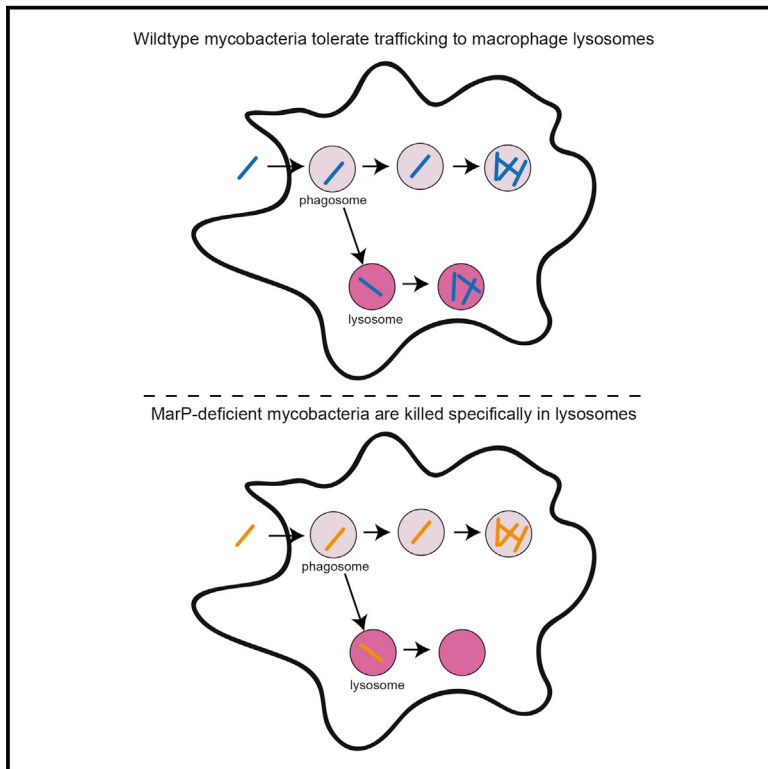 Wildtype mycobacteria tolerate trafficking to macrophage lysosomes
phagosome
lysosome
MarP-deficient mycobacteria are killed specifically in lysosomes
phagosome
lysosome